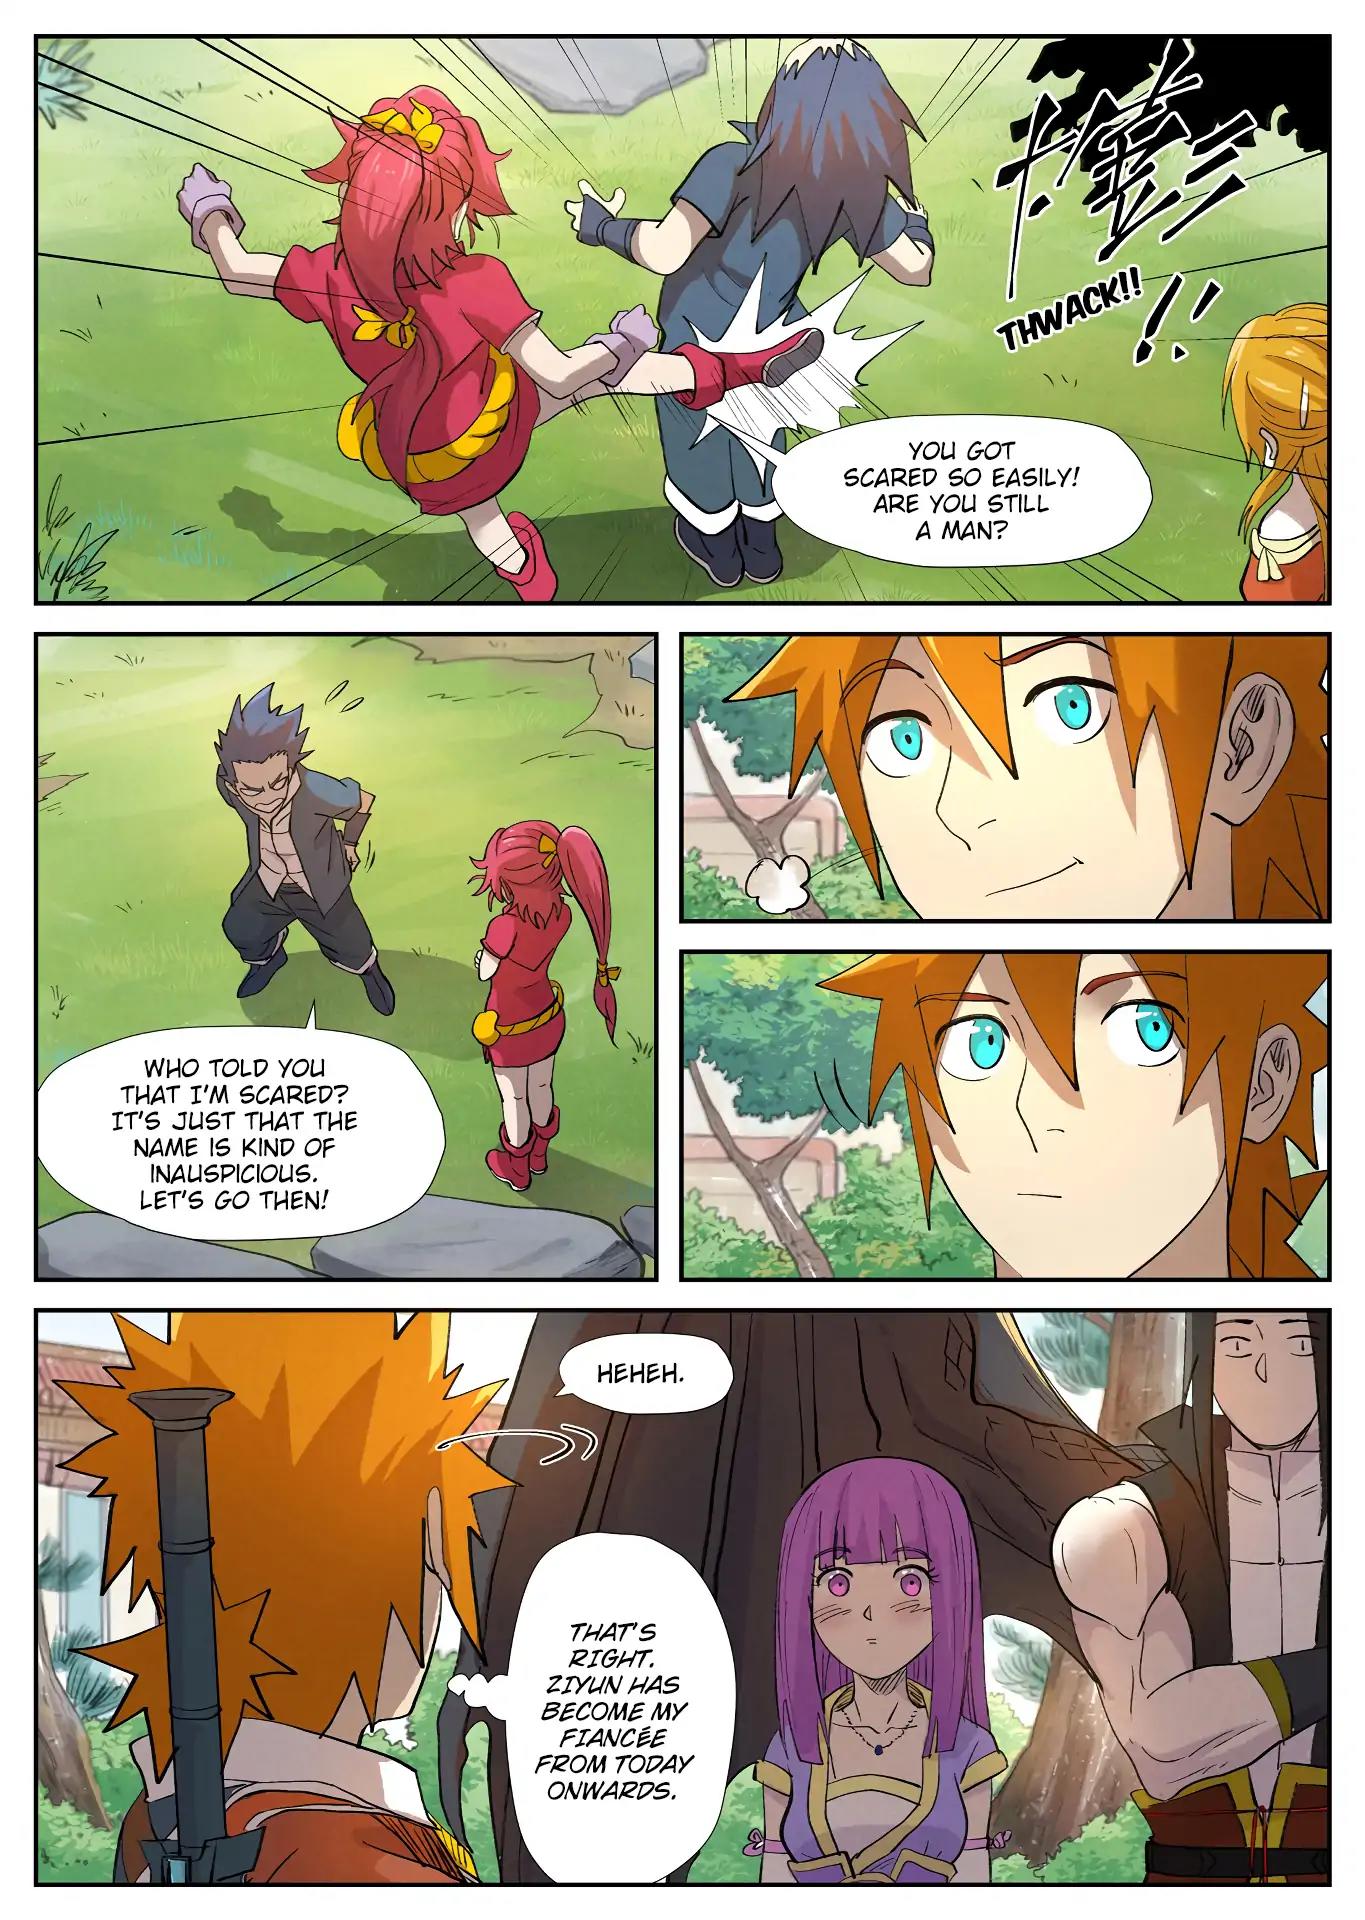 THWACK!!
YOU GOT
SCARED SO EASILY!
ARE YOU STILL
A MAN?
WHO TOLD YOU
THAT I'M SCARED?
IT'S JUST THAT THE
NAME IS KIND OF
INAUSPICIOUS.
LET'S GO THEN!
HEHEH.
THAT'S
RIGHT.
ZIYUN HAS
BECOME MY
FIANCÉE
FROM TODAY
ONWARDS.